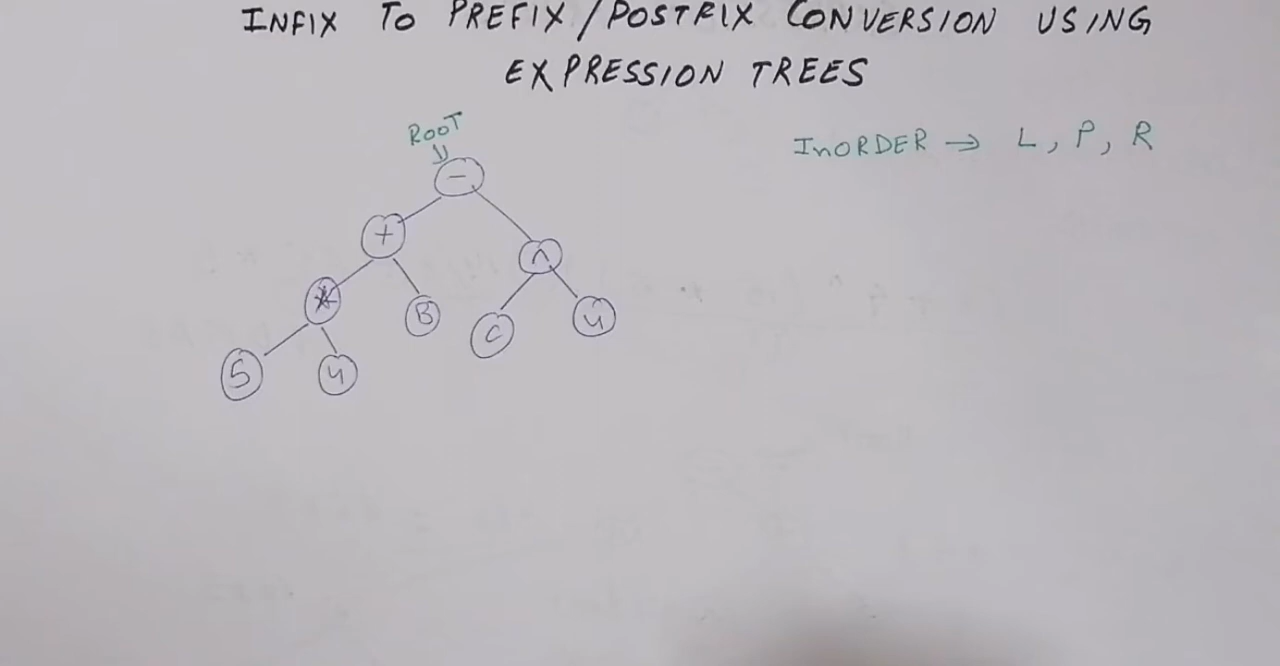 INFIX TO PREFIX/POSTFIX CONVERSION USING
EXPRESSION TREES
ROOT
InORDER → L, P, R
-
+
^
*
B
C
4
5
4